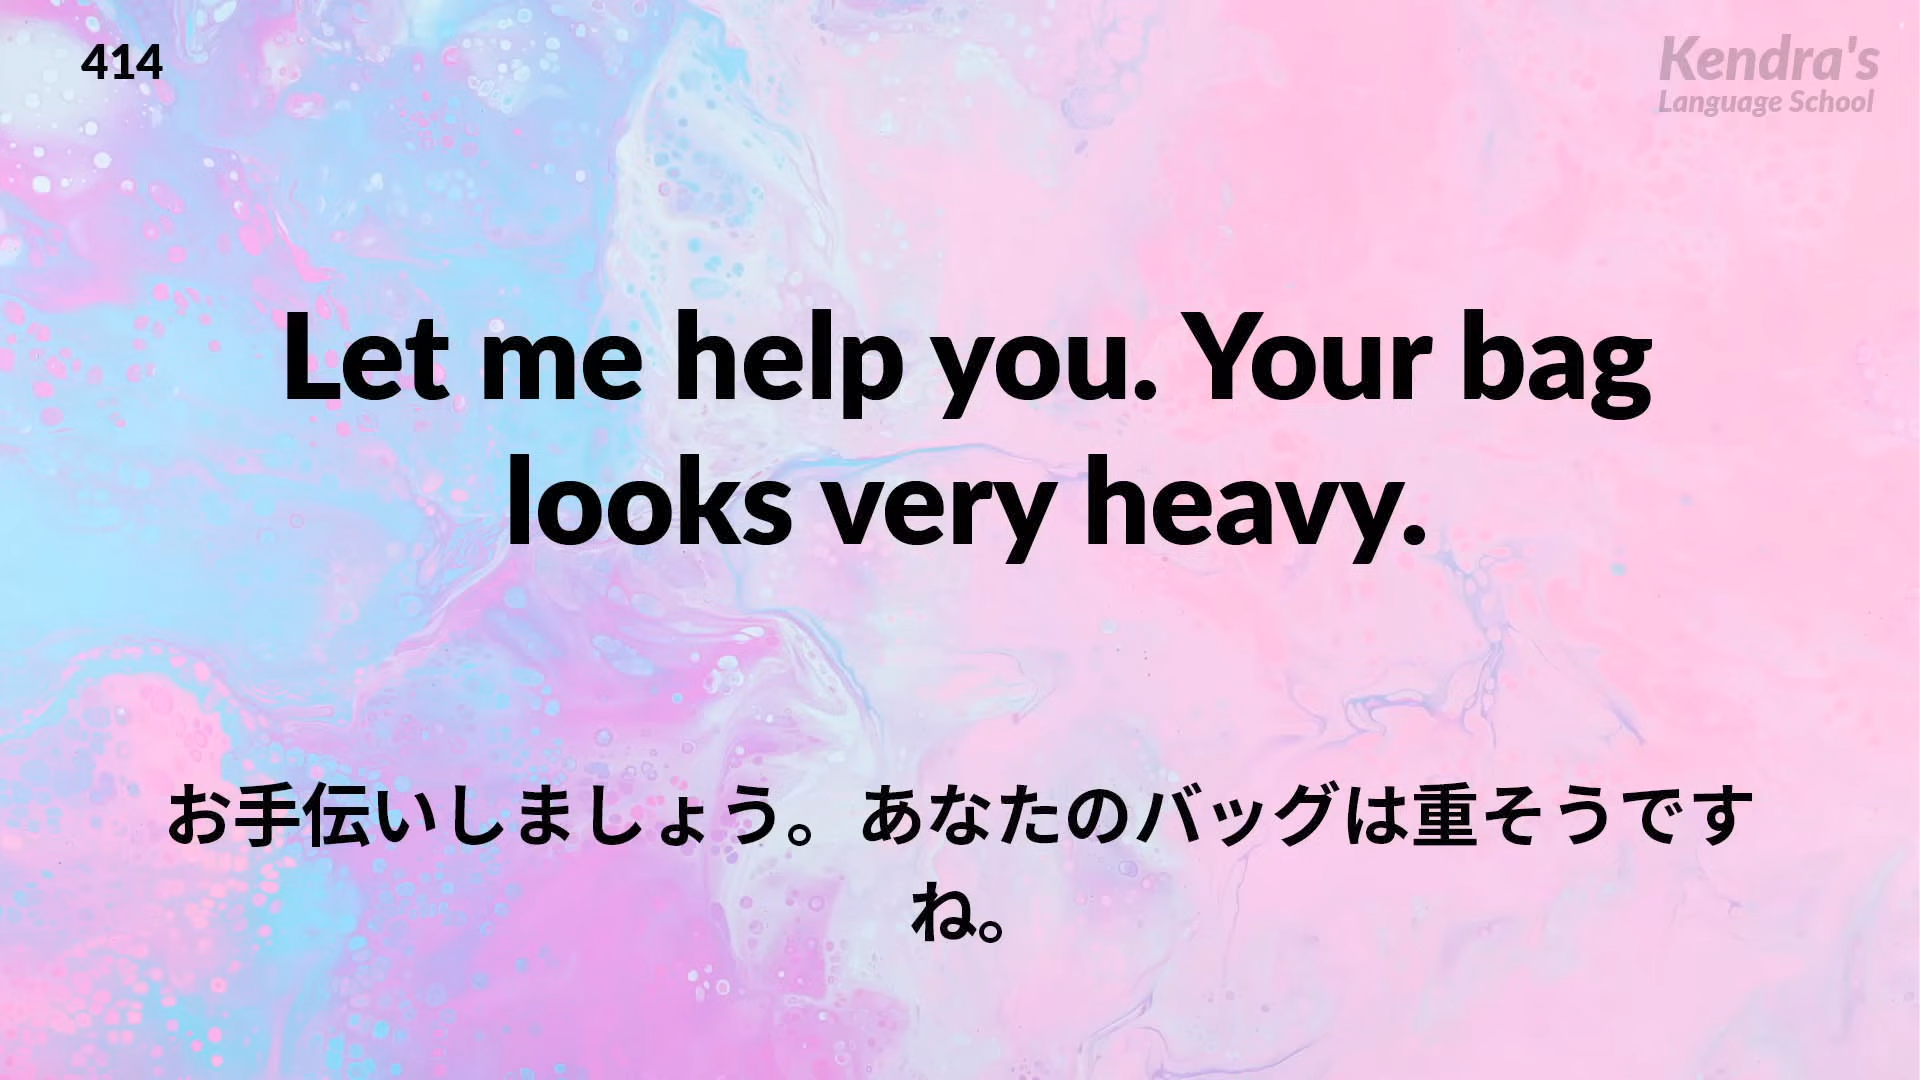 414
Kendra's
Language School
Let me help you. Your bag
looks very heavy.
お手伝いしましょう。あなたのバッグは重そうです
ね。